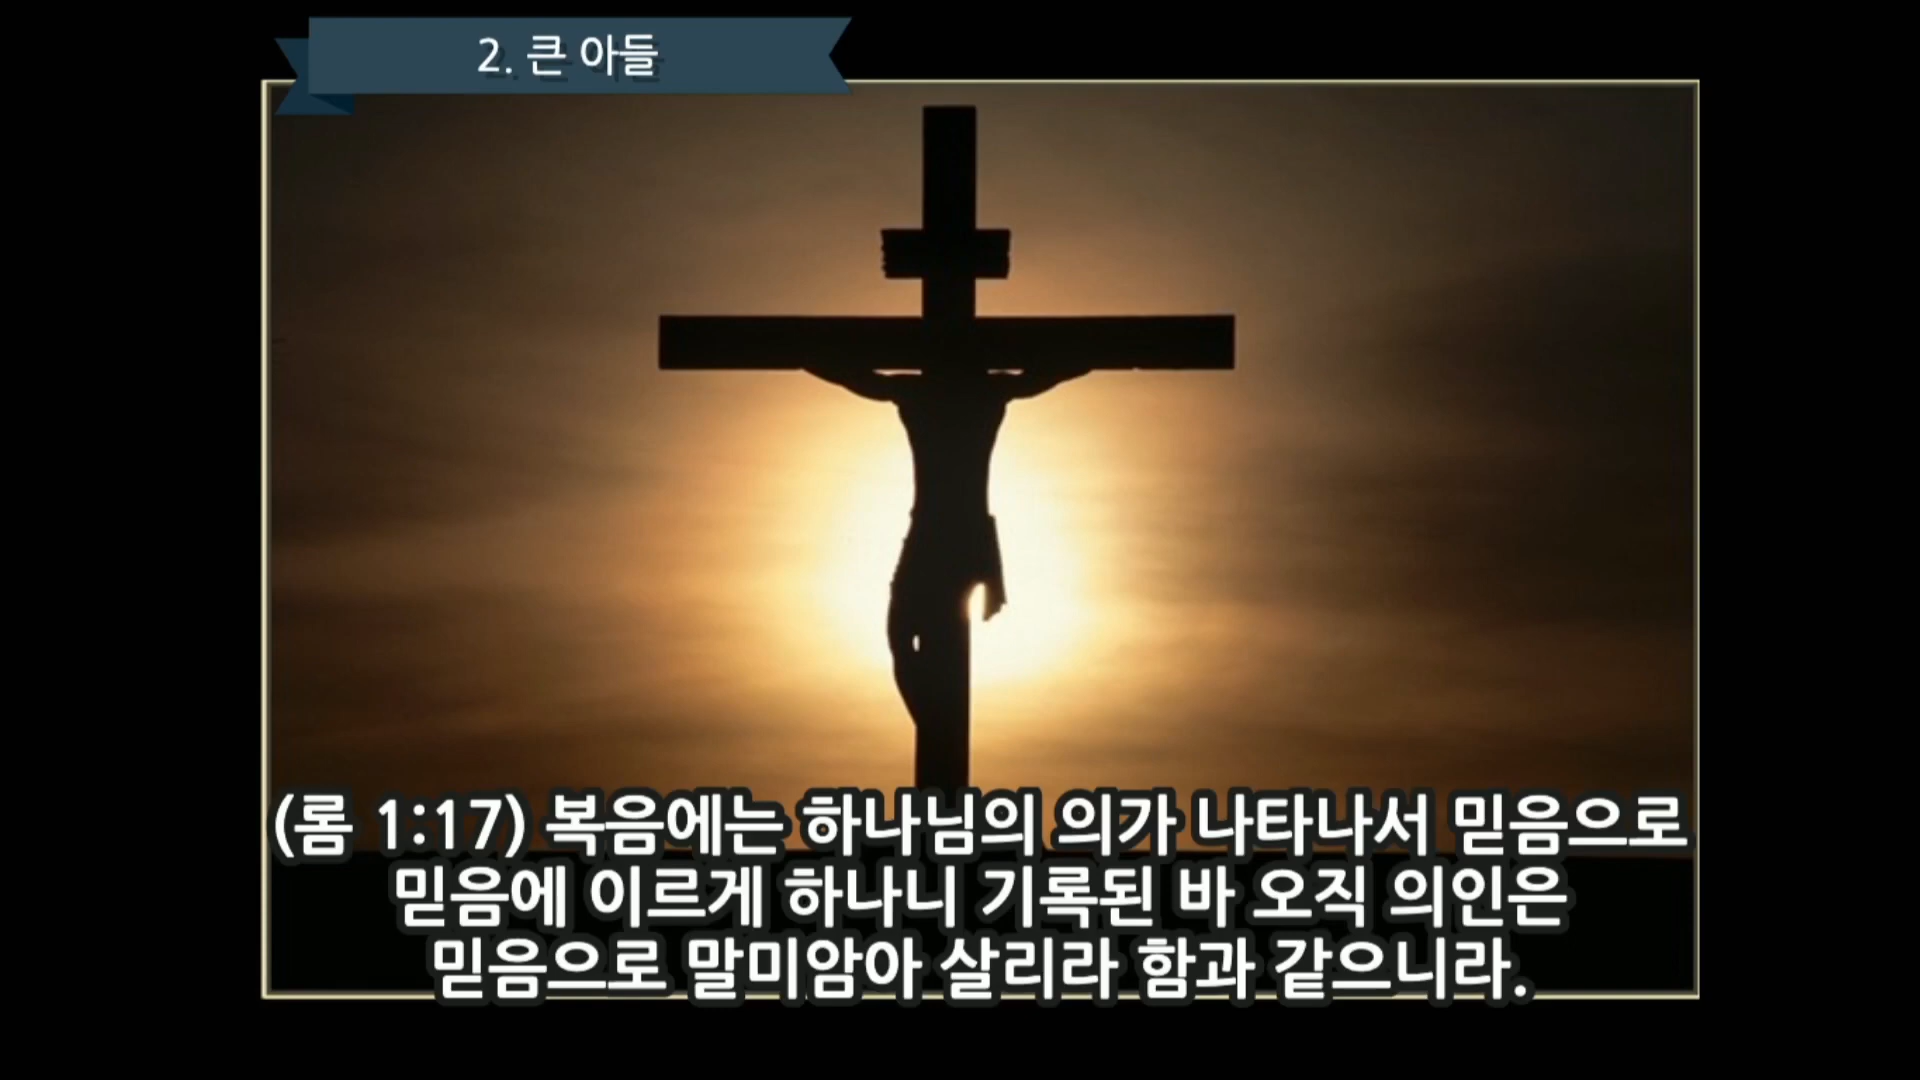 2. 큰 아들
(롬 1:17) 복음에는 하나님의 의가 나타나서 믿음으로
믿음에 이르게 하나니 기록된 바 오직 의인은
믿음으로 말미암아 살리라 함과 같으니라.